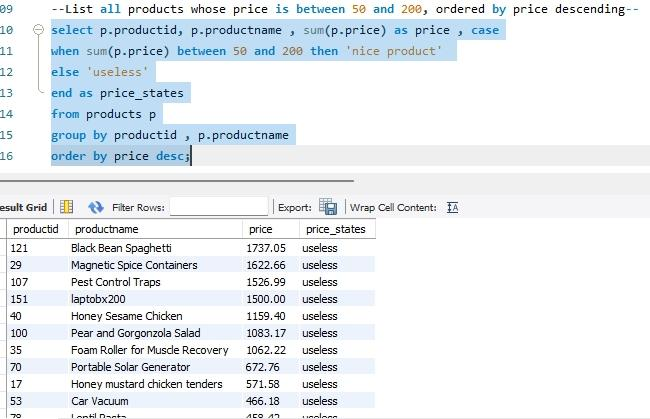 09 --List all products whose price is between 50 and 200, ordered by price descending--
10 select p.productid, p.productname , sum(p.price) as price , case
11 when sum(p.price) between 50 and 200 then 'nice product'
12 else 'useless'
13 end as price_states
14 from products p
15 group by productid , p.productname
16 order by price desc;
esult Grid Filter Rows: Export: Wrap Cell Content:
productid productname price price_states
121 Black Bean Spaghetti 1737.05 useless
29 Magnetic Spice Containers 1622.66 useless
107 Pest Control Traps 1526.99 useless
151 laptobx200 1500.00 useless
40 Honey Sesame Chicken 1159.40 useless
100 Pear and Gorgonzola Salad 1083.17 useless
35 Foam Roller for Muscle Recovery 1062.22 useless
70 Portable Solar Generator 672.76 useless
17 Honey mustard chicken tenders 571.58 useless
53 Car Vacuum 466.18 useless
78 Lentil Pasta 458.42 useless